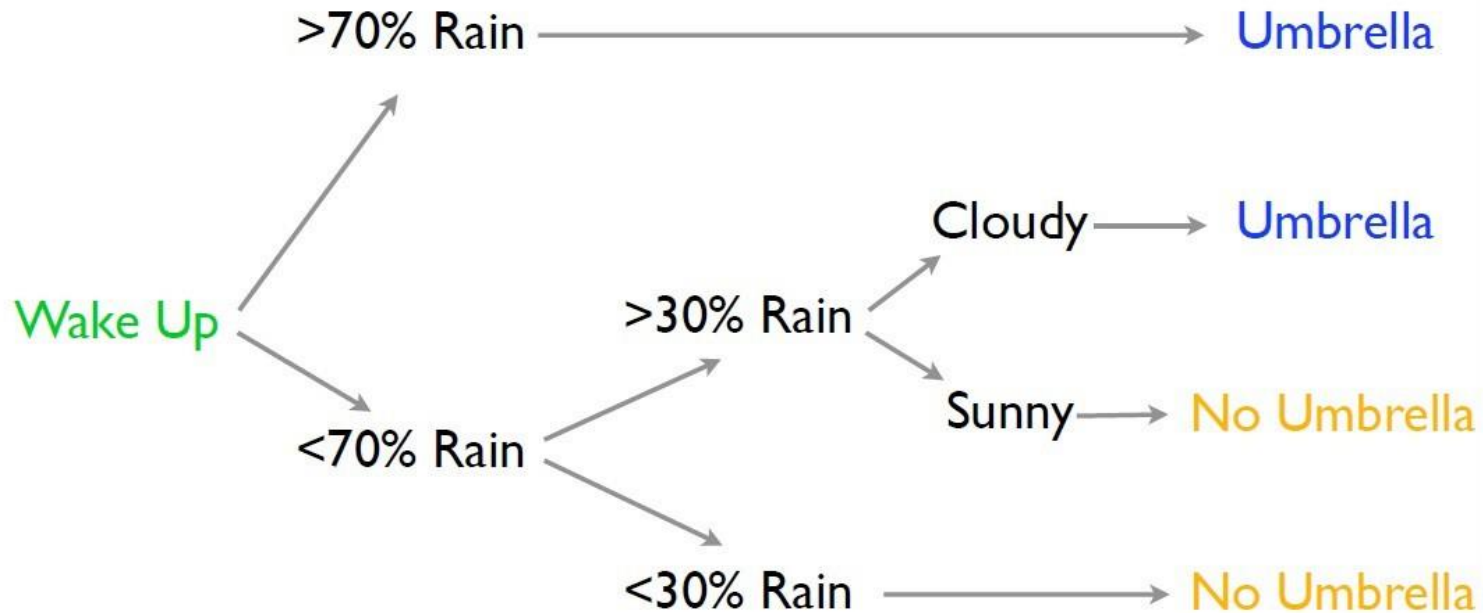 >70% Rain
Umbrella
Cloudy
Umbrella
Wake Up
>30% Rain
Sunny
No Umbrella
<70% Rain
<30% Rain
No Umbrella